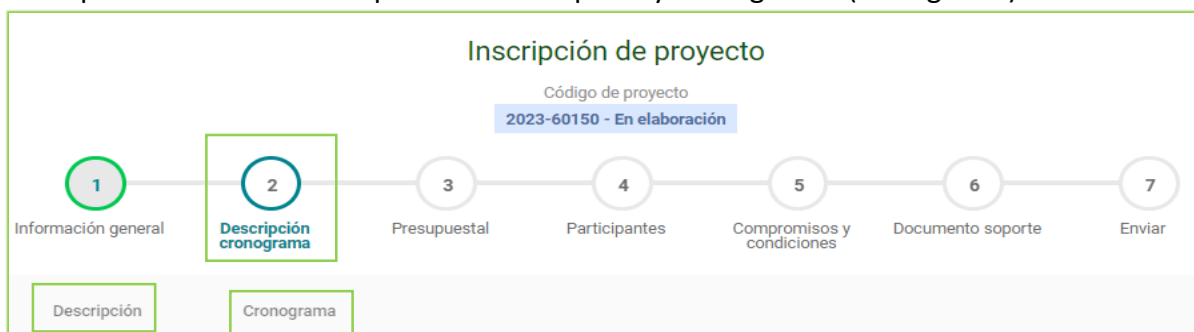 Inscripción de proyecto
Código de proyecto
2023-60150 - En elaboración
1 2 3 4 5 6 7
Información general Descripción cronograma Presupuestal Participantes Compromisos y condiciones Documento soporte Enviar
Descripción Cronograma